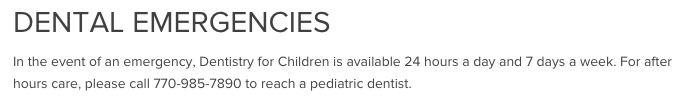 DENTAL EMERGENCIES
In the event of an emergency, Dentistry for Children is available 24 hours a day and 7 days a week. For after
hours care, please call 770-985-7890 to reach a pediatric dentist.